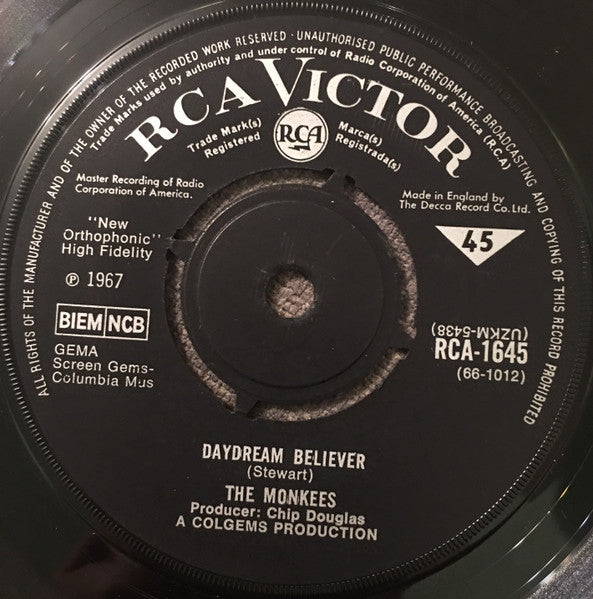 ALL RIGHTS OF THE MANUFACTURER AND OF THE OWNER OF THE RECORDED WORK RESERVED · UNAUTHORISED PUBLIC PERFORMANCE BROADCASTING AND COPYING OF THIS RECORD PROHIBITED
Trade Marks used by authority and under control of Radio Corporation of America (R.C.A)
RCA VICTOR
Trade Mark(s)
Registered
RCA
Marca(s)
Registrada(s)
Master Recording of Radio
Corporation of America.
Made in England by
The Decca Record Co. Ltd.
"New
Orthophonic"
High Fidelity
45
℗ 1967
BIEM NCB
GEMA
Screen Gems-
Columbia Mus
(UZKM-5438)
RCA-1645
(66-1012)
DAYDREAM BELIEVER
(Stewart)
THE MONKEES
Producer: Chip Douglas
A COLGEMS PRODUCTION